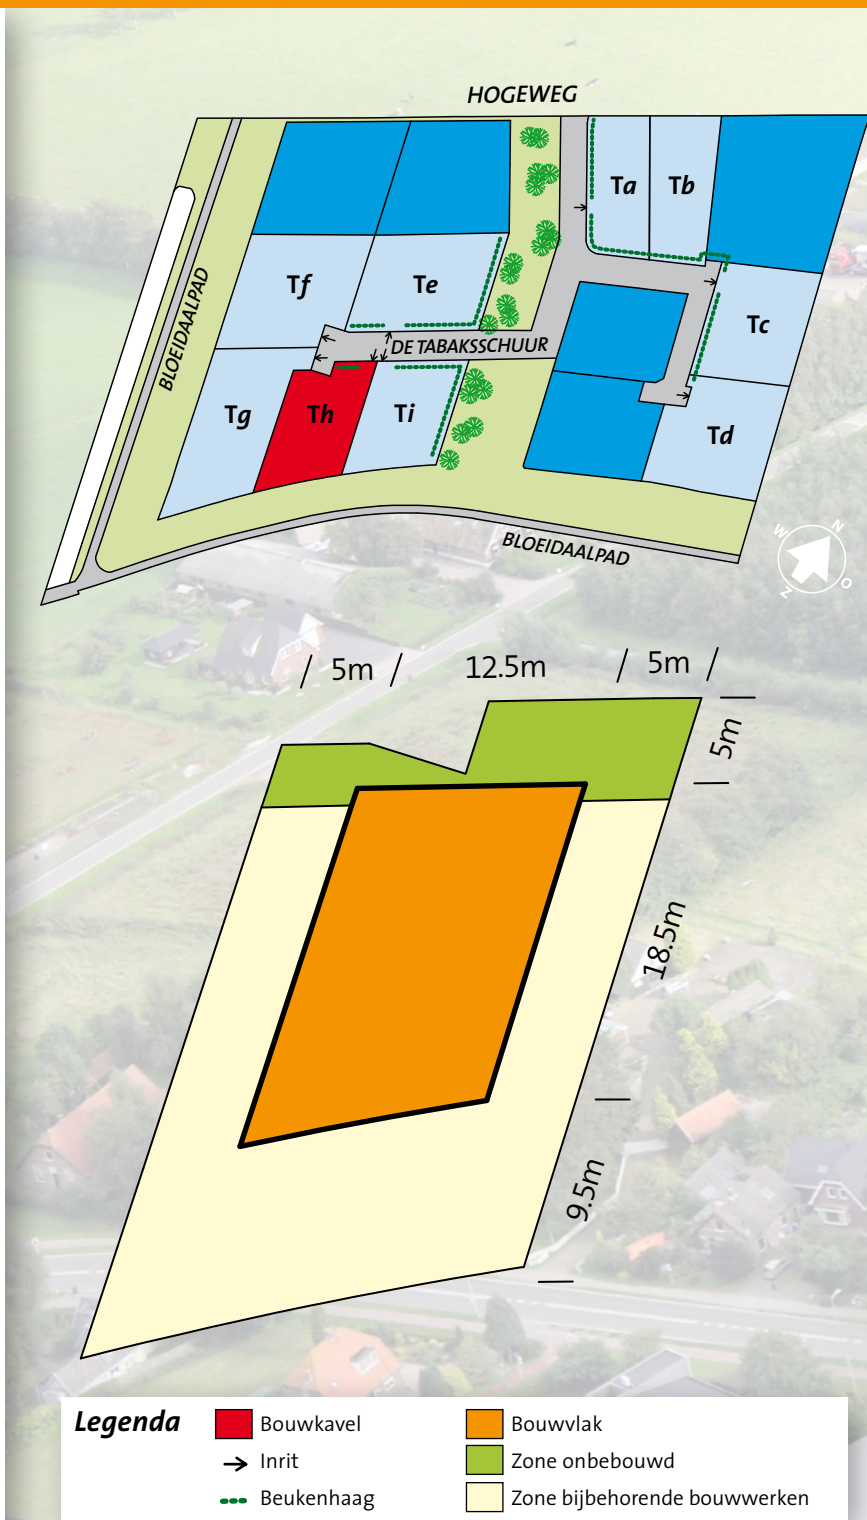 HOGEWEG
Ta
Tb
BLOEIDAALPAD
Tf
Te
Tc
DE TABAKSSCHUUR
Tg
Th
Ti
Td
BLOEIDAALPAD
W
N
Z
O
5m
12.5m
5m
5m
18.5m
9.5m
Legenda
Bouwkavel
Bouwvlak
Inrit
Zone onbebouwd
Beukenhaag
Zone bijbehorende bouwwerken